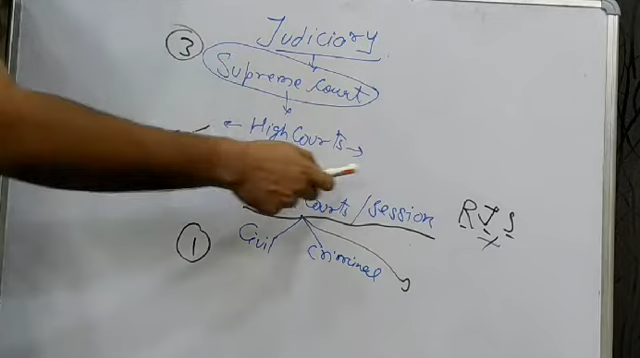 Judiciary
③ Supreme court
← High Courts →
Courts / Session RJS
①
Civil
Criminal